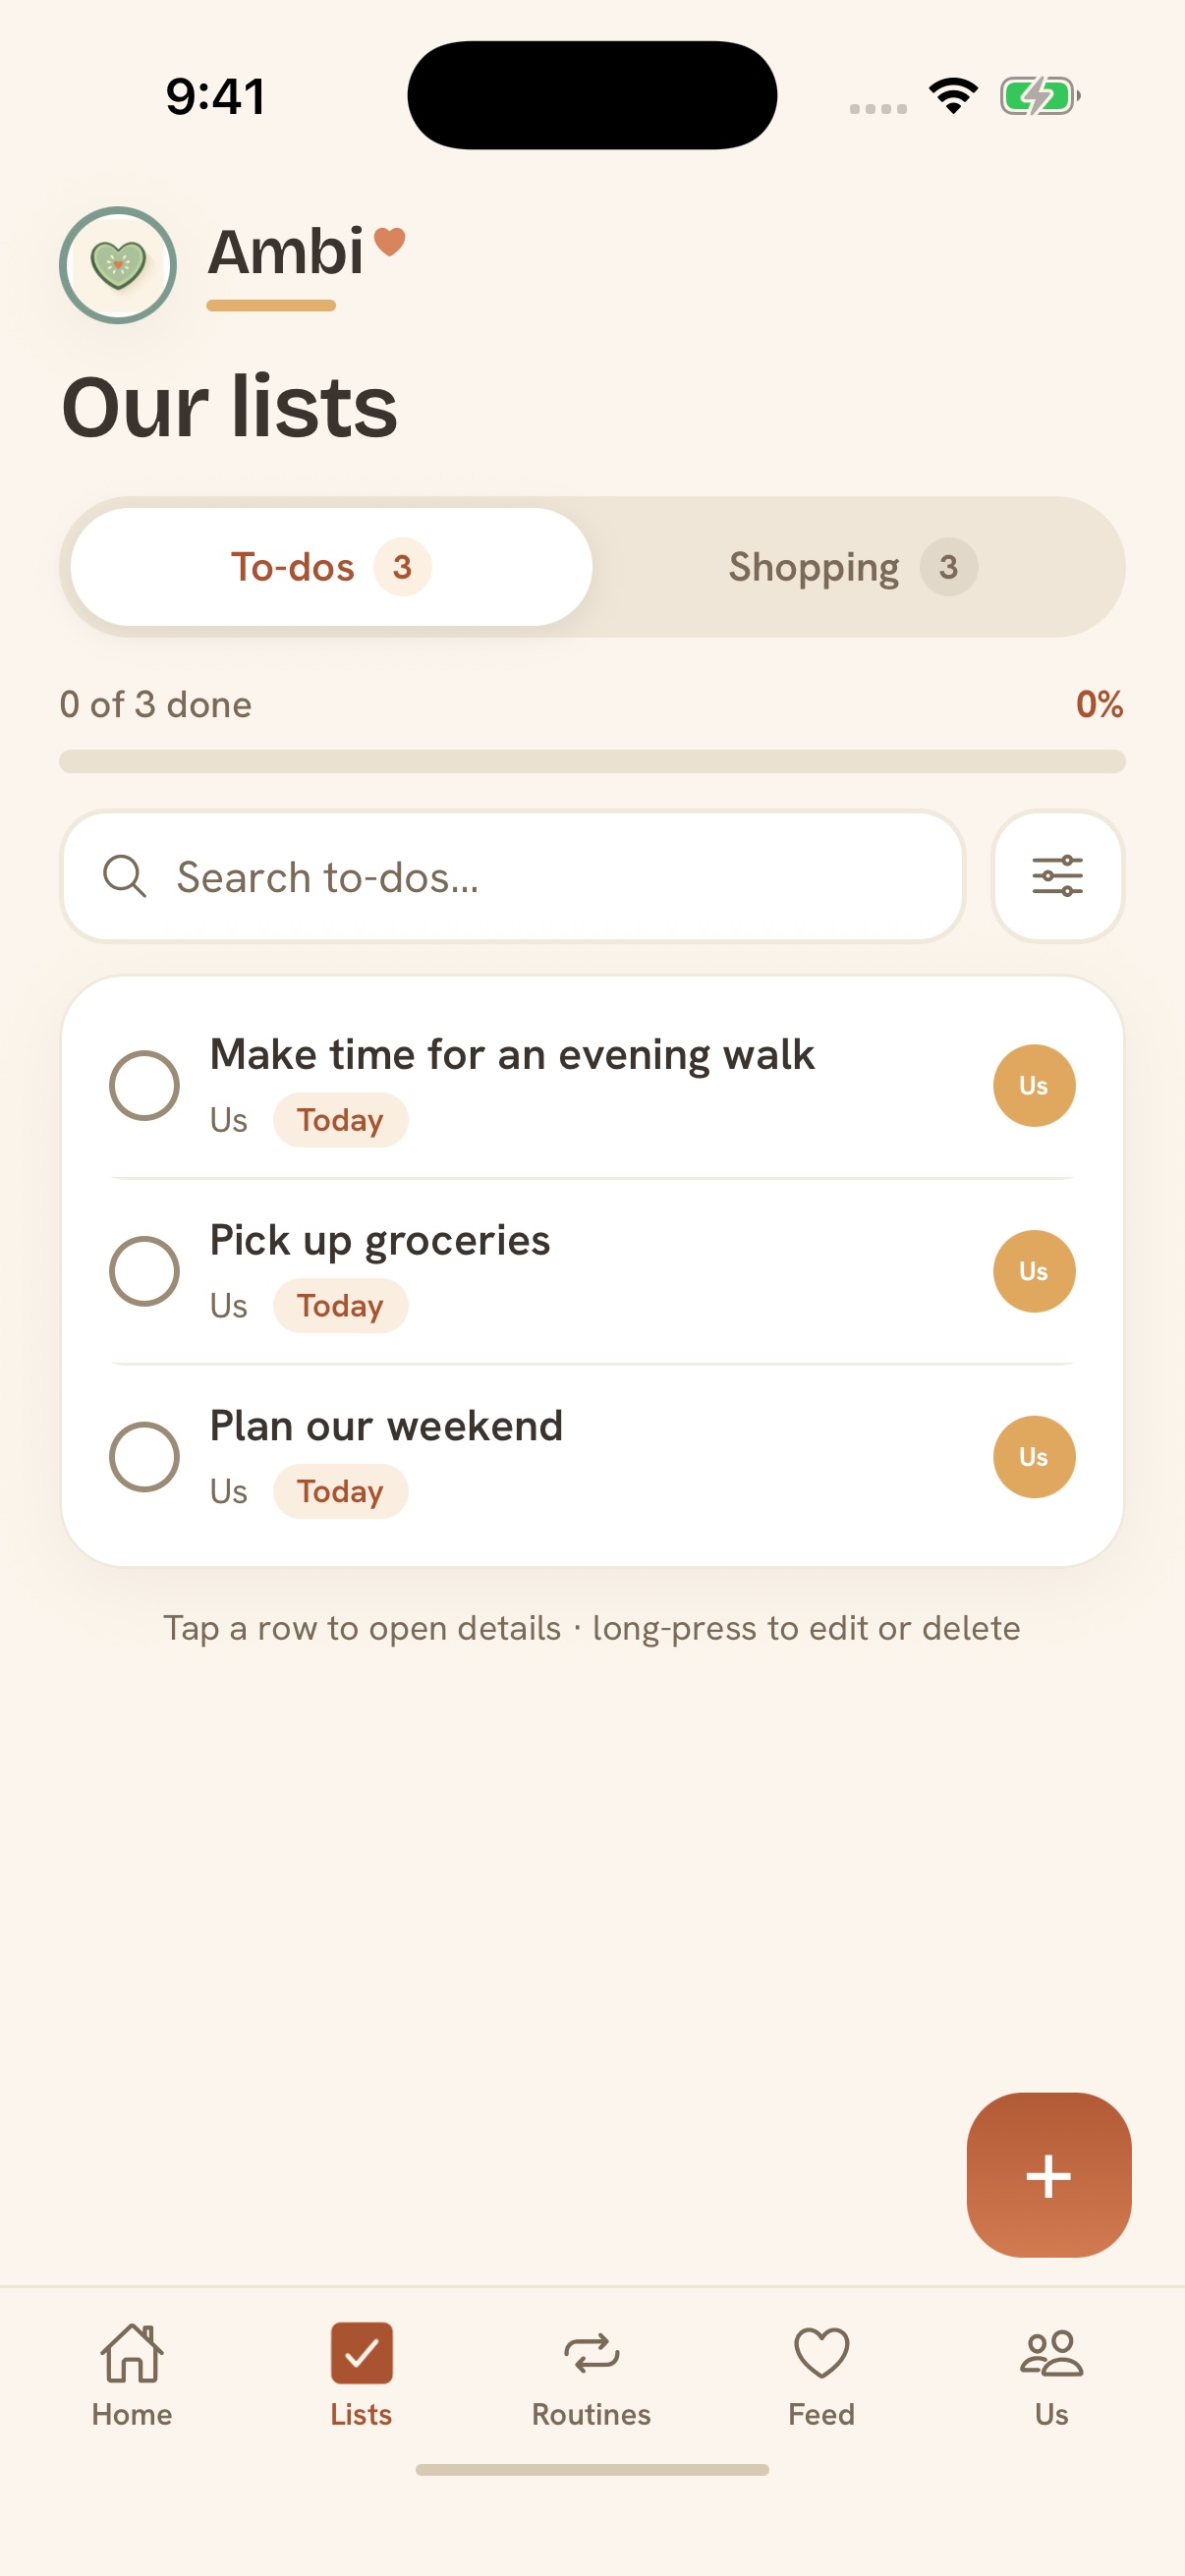 9:41
Ambi
Our lists
To-dos 3 Shopping 3
0 of 3 done 0%
Search to-dos...
Make time for an evening walk
Us Today Us
Pick up groceries
Us Today Us
Plan our weekend
Us Today Us
Tap a row to open details · long-press to edit or delete
+
Home Lists Routines Feed Us